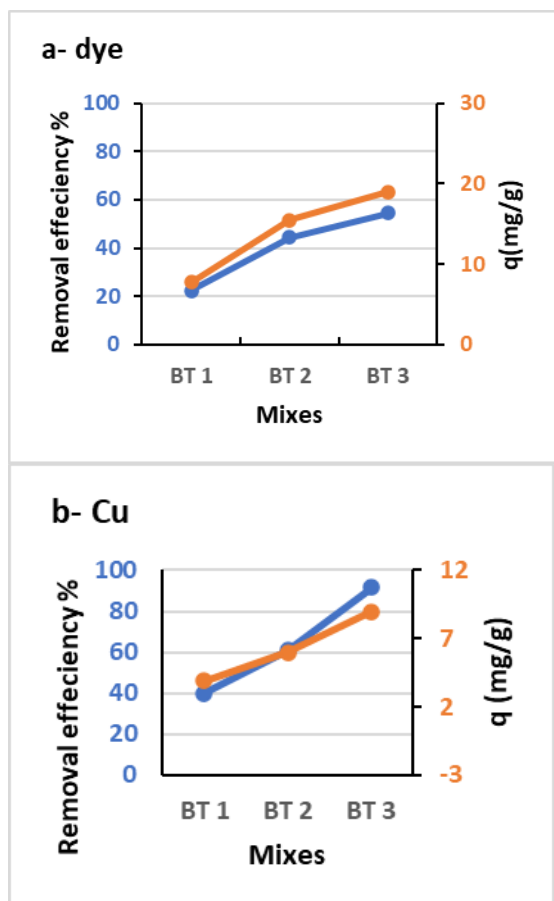 a- dye
Removal effeciency %
100
80
60
40
20
0
30
20
10
0
q(mg/g)
BT 1 BT 2 BT 3
Mixes
b- Cu
Removal effeciency %
100
80
60
40
20
0
12
7
2
-3
q (mg/g)
BT 1 BT 2 BT 3
Mixes